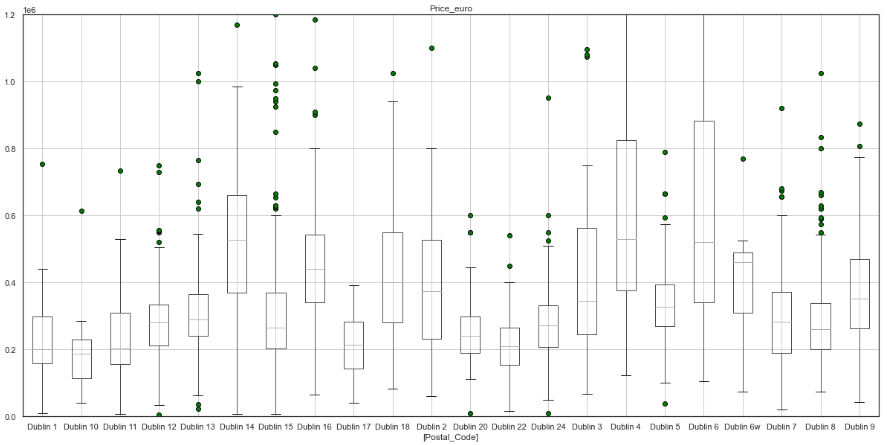 Price_euro
1e6
1.2
1.0
0.8
0.6
0.4
0.2
0.0
Dublin 1 Dublin 10 Dublin 11 Dublin 12 Dublin 13 Dublin 14 Dublin 15 Dublin 16 Dublin 17 Dublin 18 Dublin 2 Dublin 20 Dublin 22 Dublin 24 Dublin 3 Dublin 4 Dublin 5 Dublin 6 Dublin 6w Dublin 7 Dublin 8 Dublin 9
[Postal_Code]